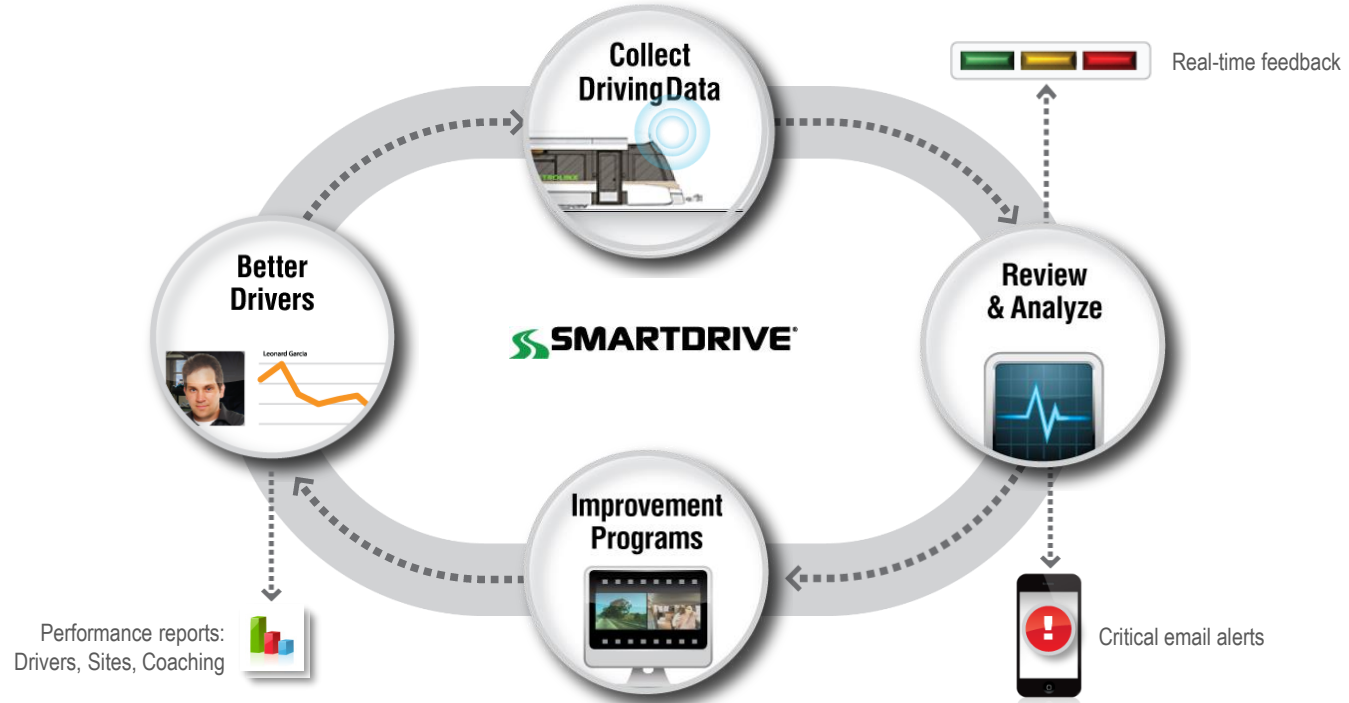 Collect
Driving Data
Real-time feedback
Better
Drivers
Leonard Garcia
Review
& Analyze
SMARTDRIVE®
Improvement
Programs
Performance reports:
Drivers, Sites, Coaching
Critical email alerts